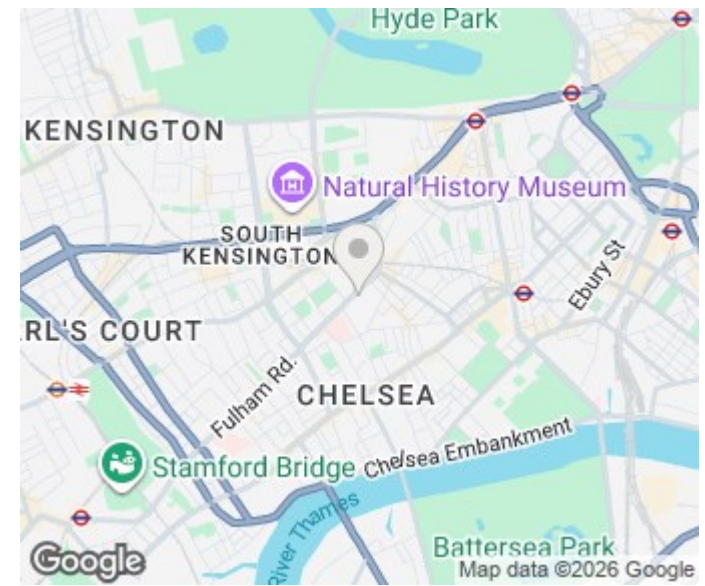 Hyde Park
KENSINGTON
Natural History Museum
SOUTH
KENSINGTON
Ebury St
RL'S COURT
Fulham Rd.
CHELSEA
Chelsea Embankment
Stamford Bridge
River Thames
Battersea Park
Google
Map data ©2026 Google